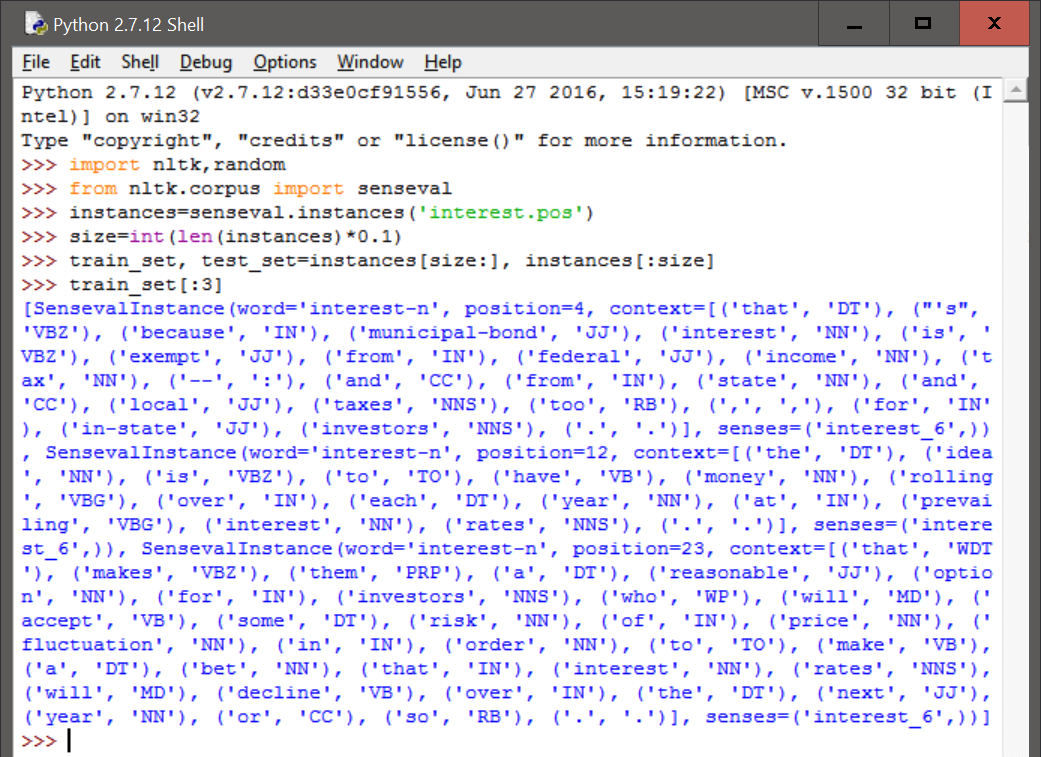 Python 2.7.12 Shell
File Edit Shell Debug Options Window Help
Python 2.7.12 (v2.7.12:d33e0cf91556, Jun 27 2016, 15:19:22) [MSC v.1500 32 bit (I
ntel)] on win32
Type "copyright", "credits" or "license()" for more information.
>>> import nltk,random
>>> from nltk.corpus import senseval
>>> instances=senseval.instances('interest.pos')
>>> size=int(len(instances)*0.1)
>>> train_set, test_set=instances[size:], instances[:size]
>>> train_set[:3]
[SensevalInstance(word='interest-n', position=4, context=[('that', 'DT'), ("'s",
'VBZ'), ('because', 'IN'), ('municipal-bond', 'JJ'), ('interest', 'NN'), ('is', '
VBZ'), ('exempt', 'JJ'), ('from', 'IN'), ('federal', 'JJ'), ('income', 'NN'), ('t
ax', 'NN'), ('--', ':'), ('and', 'CC'), ('from', 'IN'), ('state', 'NN'), ('and',
'CC'), ('local', 'JJ'), ('taxes', 'NNS'), ('too', 'RB'), (',', ','), ('for', 'IN'
), ('in-state', 'JJ'), ('investors', 'NNS'), ('.', '.')], senses=('interest_6',))
, SensevalInstance(word='interest-n', position=12, context=[('the', 'DT'), ('idea
', 'NN'), ('is', 'VBZ'), ('to', 'TO'), ('have', 'VB'), ('money', 'NN'), ('rolling
', 'VBG'), ('over', 'IN'), ('each', 'DT'), ('year', 'NN'), ('at', 'IN'), ('prevai
ling', 'VBG'), ('interest', 'NN'), ('rates', 'NNS'), ('.', '.')], senses=('intere
st_6',)), SensevalInstance(word='interest-n', position=23, context=[('that', 'WDT
'), ('makes', 'VBZ'), ('them', 'PRP'), ('a', 'DT'), ('reasonable', 'JJ'), ('optio
n', 'NN'), ('for', 'IN'), ('investors', 'NNS'), ('who', 'WP'), ('will', 'MD'), ('
accept', 'VB'), ('some', 'DT'), ('risk', 'NN'), ('of', 'IN'), ('price', 'NN'), ('
fluctuation', 'NN'), ('in', 'IN'), ('order', 'NN'), ('to', 'TO'), ('make', 'VB'),
('a', 'DT'), ('bet', 'NN'), ('that', 'IN'), ('interest', 'NN'), ('rates', 'NNS'),
('will', 'MD'), ('decline', 'VB'), ('over', 'IN'), ('the', 'DT'), ('next', 'JJ'),
('year', 'NN'), ('or', 'CC'), ('so', 'RB'), ('.', '.')], senses=('interest_6',))]
>>>